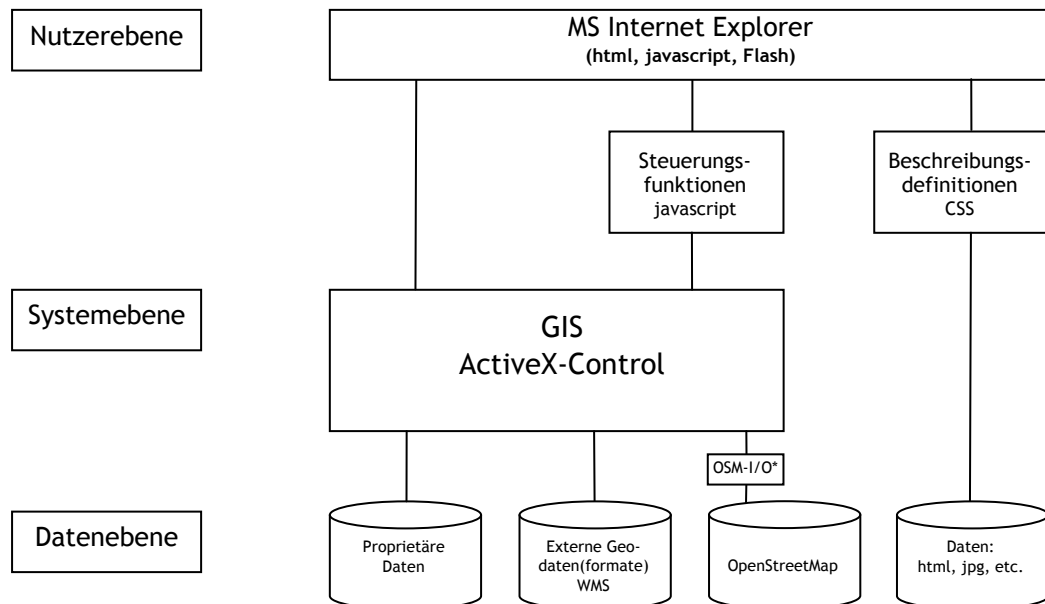 Nutzerebene
MS Internet Explorer
(html, javascript, Flash)
Steuerungs-
funktionen
javascript
Beschreibungs-
definitionen
CSS
Systemebene
GIS
ActiveX-Control
OSM-I/O*
Datenebene
Proprietäre
Daten
Externe Geo-
daten(formate)
WMS
OpenStreetMap
Daten:
html, jpg, etc.